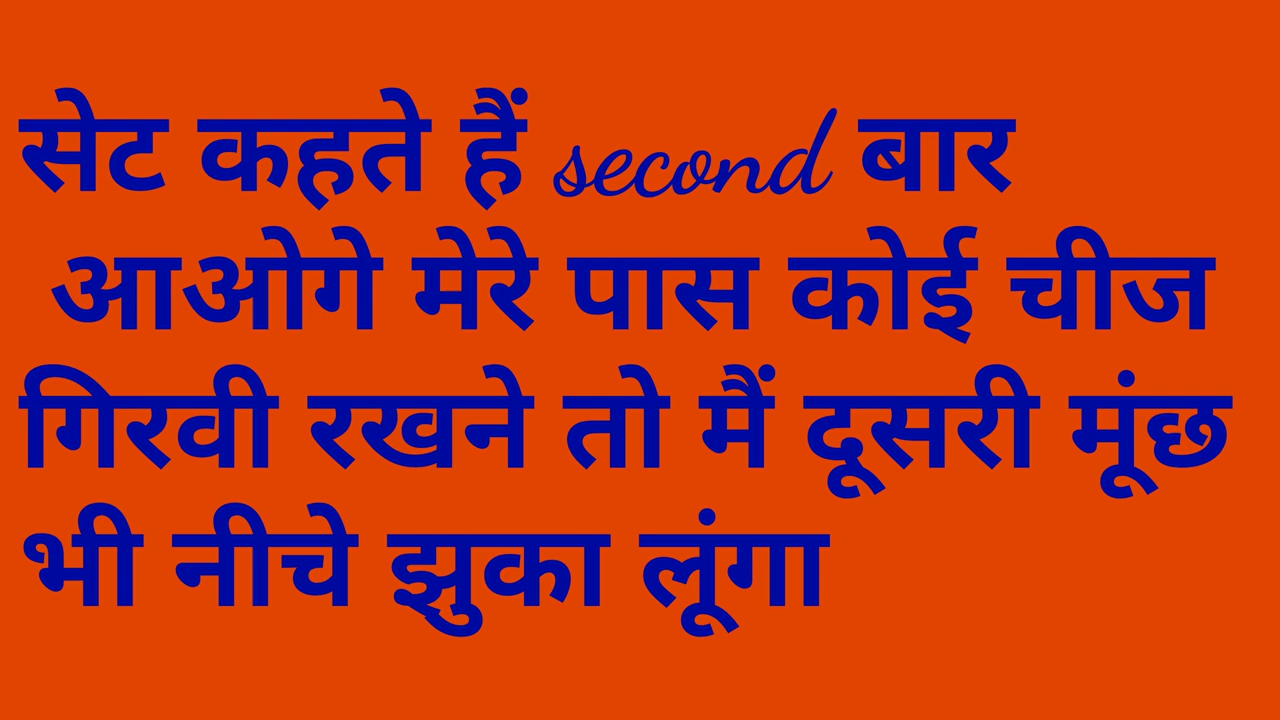 सेट कहते हैं second बार
आओगे मेरे पास कोई चीज
गिरवी रखने तो मैं दूसरी मूंछ
भी नीचे झुका लूंगा